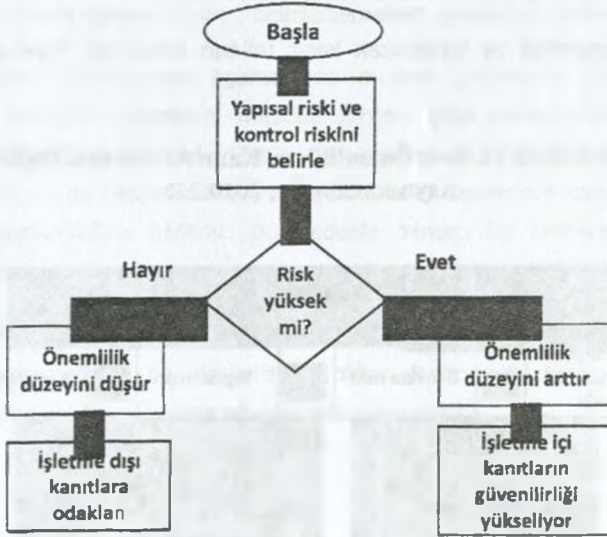 Başla
Yapısal riski ve
kontrol riskini
belirle
Hayır
Risk
yüksek
mi?
Evet
Önemlilik
düzeyini düşür
Önemlilik
düzeyini arttır
İşletme dışı
kanıtlara
odaklan
İşletme içi
kanıtların
güvenilirliği
yükseliyor